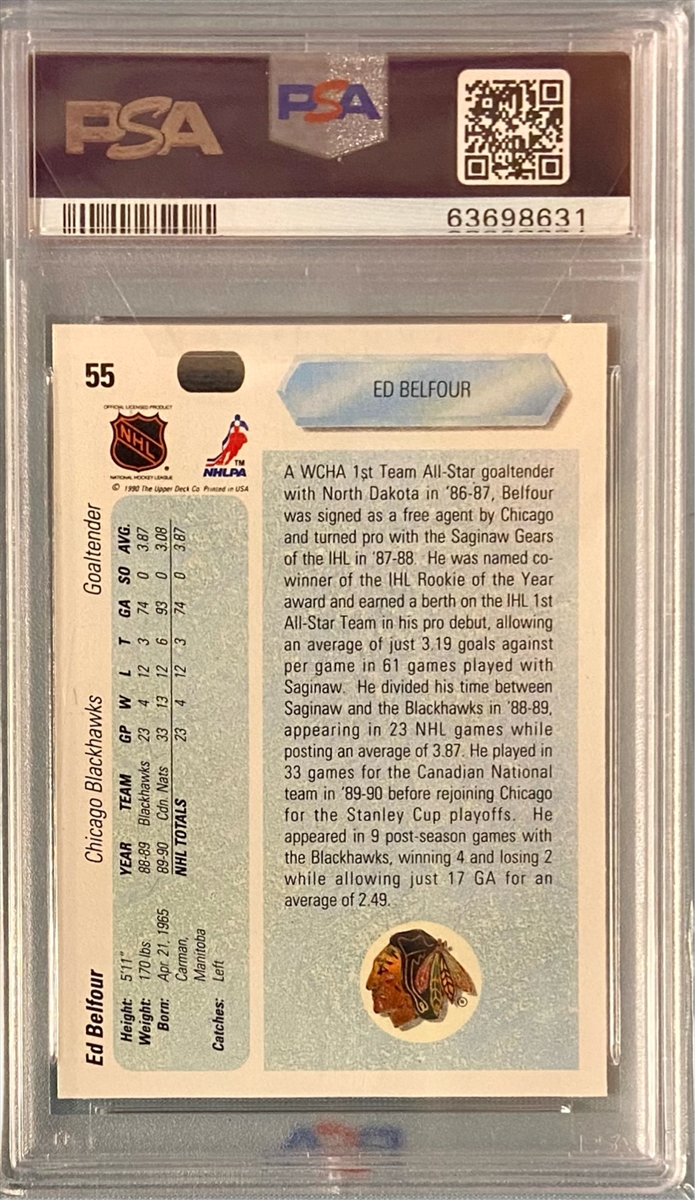 PSA
PSA
63698631
55
ED BELFOUR
OFFICIAL LICENSED PRODUCT
NHL
NATIONAL HOCKEY LEAGUE
TM
NHLPA
© 1990 The Upper Deck Co. Printed in USA
A WCHA 1st Team All-Star goaltender
with North Dakota in '86-87, Belfour
was signed as a free agent by Chicago
and turned pro with the Saginaw Gears
of the IHL in '87-88. He was named co-
winner of the IHL Rookie of the Year
award and earned a berth on the IHL 1st
All-Star Team in his pro debut, allowing
an average of just 3.19 goals against
per game in 61 games played with
Saginaw. He divided his time between
Saginaw and the Blackhawks in '88-89,
appearing in 23 NHL games while
posting an average of 3.87. He played in
33 games for the Canadian National
team in '89-90 before rejoining Chicago
for the Stanley Cup playoffs. He
appeared in 9 post-season games with
the Blackhawks, winning 4 and losing 2
while allowing just 17 GA for an
average of 2.49.
Ed Belfour Chicago Blackhawks Goaltender
Height: 5'11"
Weight: 170 lbs.
Born: Apr. 21, 1965
Carman,
Manitoba
Catches: Left
YEAR TEAM GP W L T GA SO AVG.
88-89 Blackhawks 23 4 12 3 74 0 3.87
89-90 Cdn. Nats 33 13 12 6 93 0 3.08
NHL TOTALS 23 4 12 3 74 0 3.87